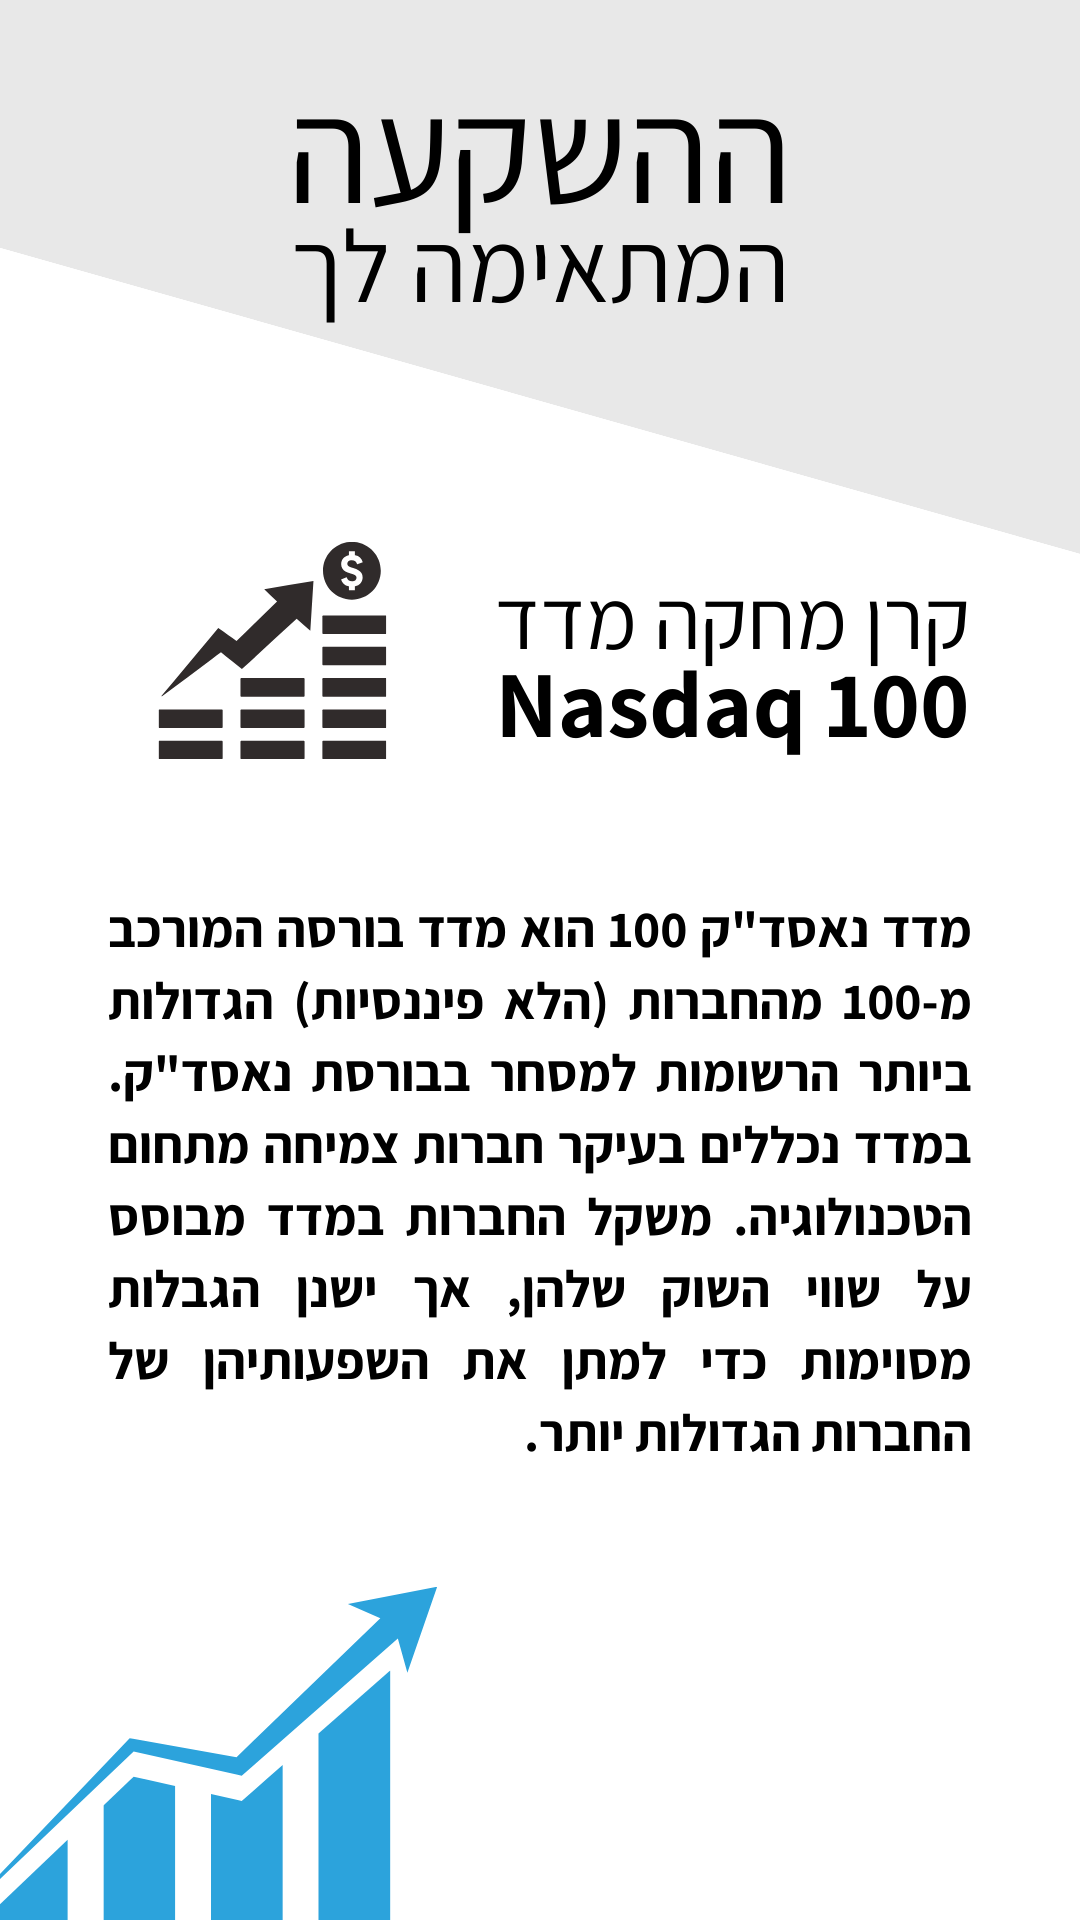 ההשקעה
המתאימה לך
$
קרן מחקה מדד
Nasdaq 100
מדד נאסד"ק 100 הוא מדד בורסה המורכב
מ-100 מהחברות (הלא פיננסיות) הגדולות
ביותר הרשומות למסחר בבורסת נאסד"ק.
במדד נכללים בעיקר חברות צמיחה מתחום
הטכנולוגיה. משקל החברות במדד מבוסס
על שווי השוק שלהן, אך ישנן הגבלות
מסוימות כדי למתן את השפעותיהן של
החברות הגדולות יותר.